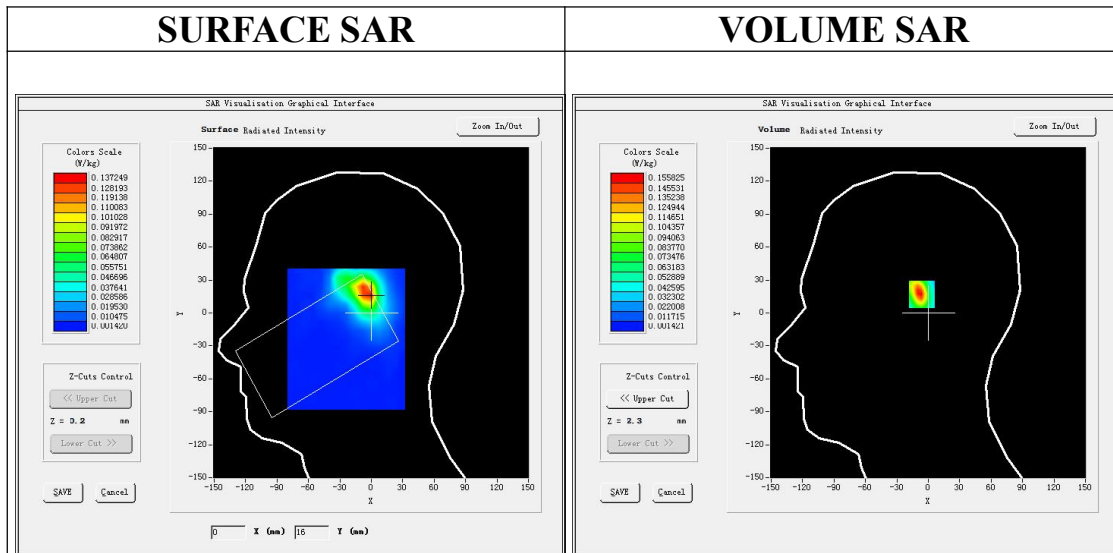 SURFACE SAR
VOLUME SAR
SAR Visualisation Graphical Interface
Surface Radiated Intensity
Zoom In/Out
Colors Scale
(W/kg)
0.137249
0.128193
0.119138
0.110083
0.101028
0.091972
0.082917
0.073862
0.064807
0.055751
0.046696
0.037641
0.028586
0.019530
0.010475
0.001420
Z-Cuts Control
<< Upper Cut
Z = 0.2 mm
Lower Cut >>
SAVE Cancel
150
120
90
60
30
0
-30
-60
-90
-120
-150
Y
-150 -120 -90 -60 -30 0 30 60 90 120 150
X
0 X (mm) 16 Y (mm)
SAR Visualisation Graphical Interface
Volume Radiated Intensity
Zoom In/Out
Colors Scale
(W/kg)
0.155825
0.145531
0.135238
0.124944
0.114651
0.104357
0.094063
0.083770
0.073476
0.063183
0.052889
0.042595
0.032302
0.022008
0.011715
0.001421
Z-Cuts Control
<< Upper Cut
Z = 2.3 mm
Lower Cut >>
SAVE Cancel
150
120
90
60
30
0
-30
-60
-90
-120
-150
Y
-150 -120 -90 -60 -30 0 30 60 90 120 150
X